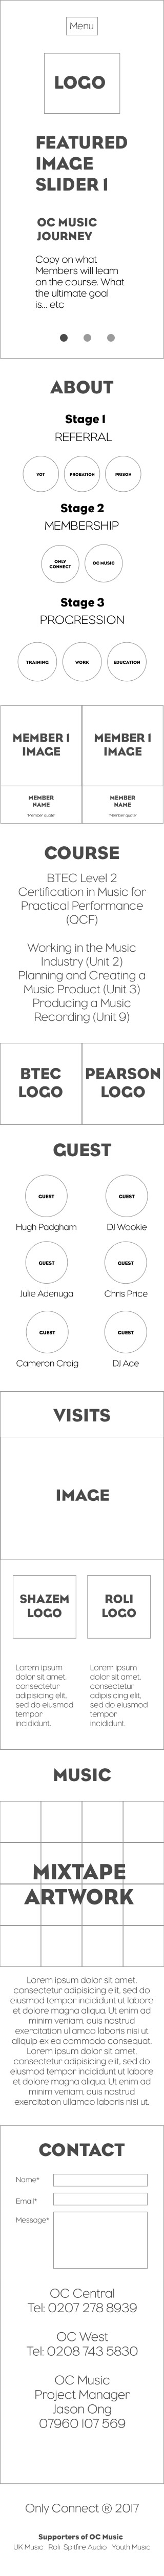 Menu
LOGO
FEATURED
IMAGE
SLIDER 1
OC MUSIC
JOURNEY
Copy on what
Members will learn
on the course. What
the ultimate goal
is... etc
ABOUT
Stage 1
REFERRAL
YOT
PROBATION
PRISON
Stage 2
MEMBERSHIP
ONLY
CONNECT
OC MUSIC
Stage 3
PROGRESSION
TRAINING
WORK
EDUCATION
MEMBER 1
IMAGE
MEMBER 1
IMAGE
MEMBER
NAME
'Member quote'
MEMBER
NAME
'Member quote'
COURSE
BTEC Level 2
Certification in Music for
Practical Performance
(QCF)
Working in the Music
Industry (Unit 2)
Planning and Creating a
Music Product (Unit 3)
Producing a Music
Recording (Unit 9)
BTEC
LOGO
PEARSON
LOGO
GUEST
GUEST
GUEST
Hugh Padgham
DJ Wookie
GUEST
GUEST
Julie Adenuga
Chris Price
GUEST
GUEST
Cameron Craig
DJ Ace
VISITS
IMAGE
SHAZEM
LOGO
ROLI
LOGO
Lorem ipsum
dolor sit amet,
consectetur
adipisicing elit,
sed do eiusmod
tempor
incididunt.
Lorem ipsum
dolor sit amet,
consectetur
adipisicing elit,
sed do eiusmod
tempor
incididunt.
MUSIC
MIXTAPE
ARTWORK
Lorem ipsum dolor sit amet,
consectetur adipisicing elit, sed do
eiusmod tempor incididunt ut labore
et dolore magna aliqua. Ut enim ad
minim veniam, quis nostrud
exercitation ullamco laboris nisi ut
aliquip ex ea commodo consequat.
Lorem ipsum dolor sit amet,
consectetur adipisicing elit, sed do
eiusmod tempor incididunt ut labore
et dolore magna aliqua. Ut enim ad
minim veniam, quis nostrud
exercitation ullamco laboris nisi ut.
CONTACT
Name*
Email*
Message*
OC Central
Tel: 0207 278 8939
OC West
Tel: 0208 743 5830
OC Music
Project Manager
Jason Ong
07960 107 569
Only Connect ® 2017
Supporters of OC Music
UK Music Roli Spitfire Audio Youth Music